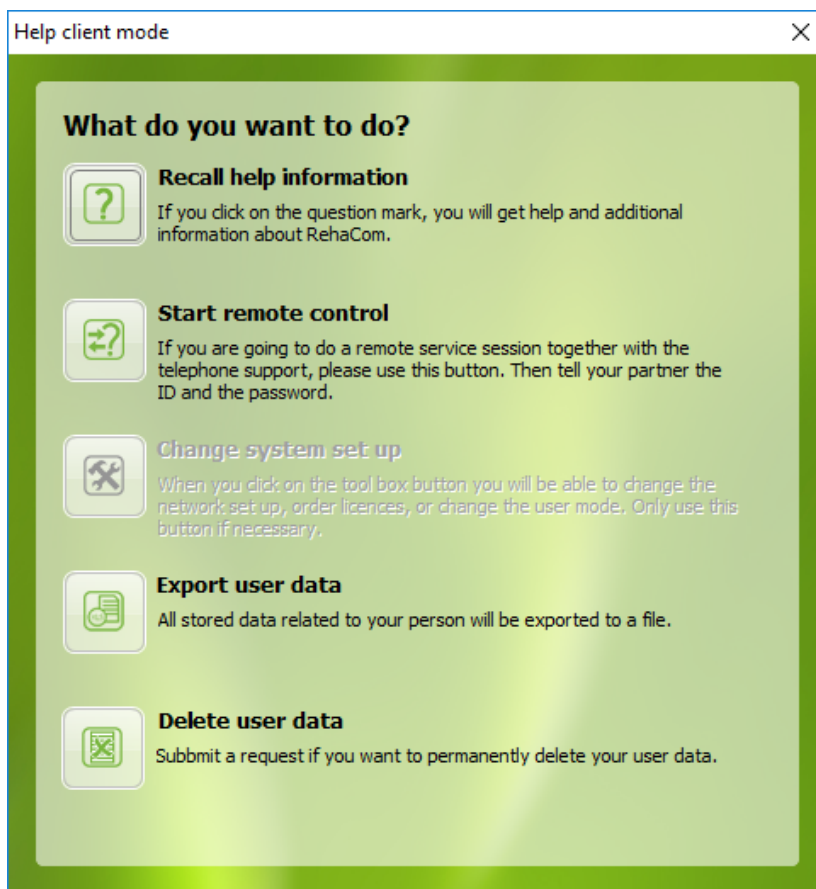 Help client mode
What do you want to do?
Recall help information
If you click on the question mark, you will get help and additional
information about RehaCom.
Start remote control
If you are going to do a remote service session together with the
telephone support, please use this button. Then tell your partner the
ID and the password.
Change system set up
When you click on the tool box button you will be able to change the
network set up, order licences, or change the user mode. Only use this
button if necessary.
Export user data
All stored data related to your person will be exported to a file.
Delete user data
Subbmit a request if you want to permanently delete your user data.